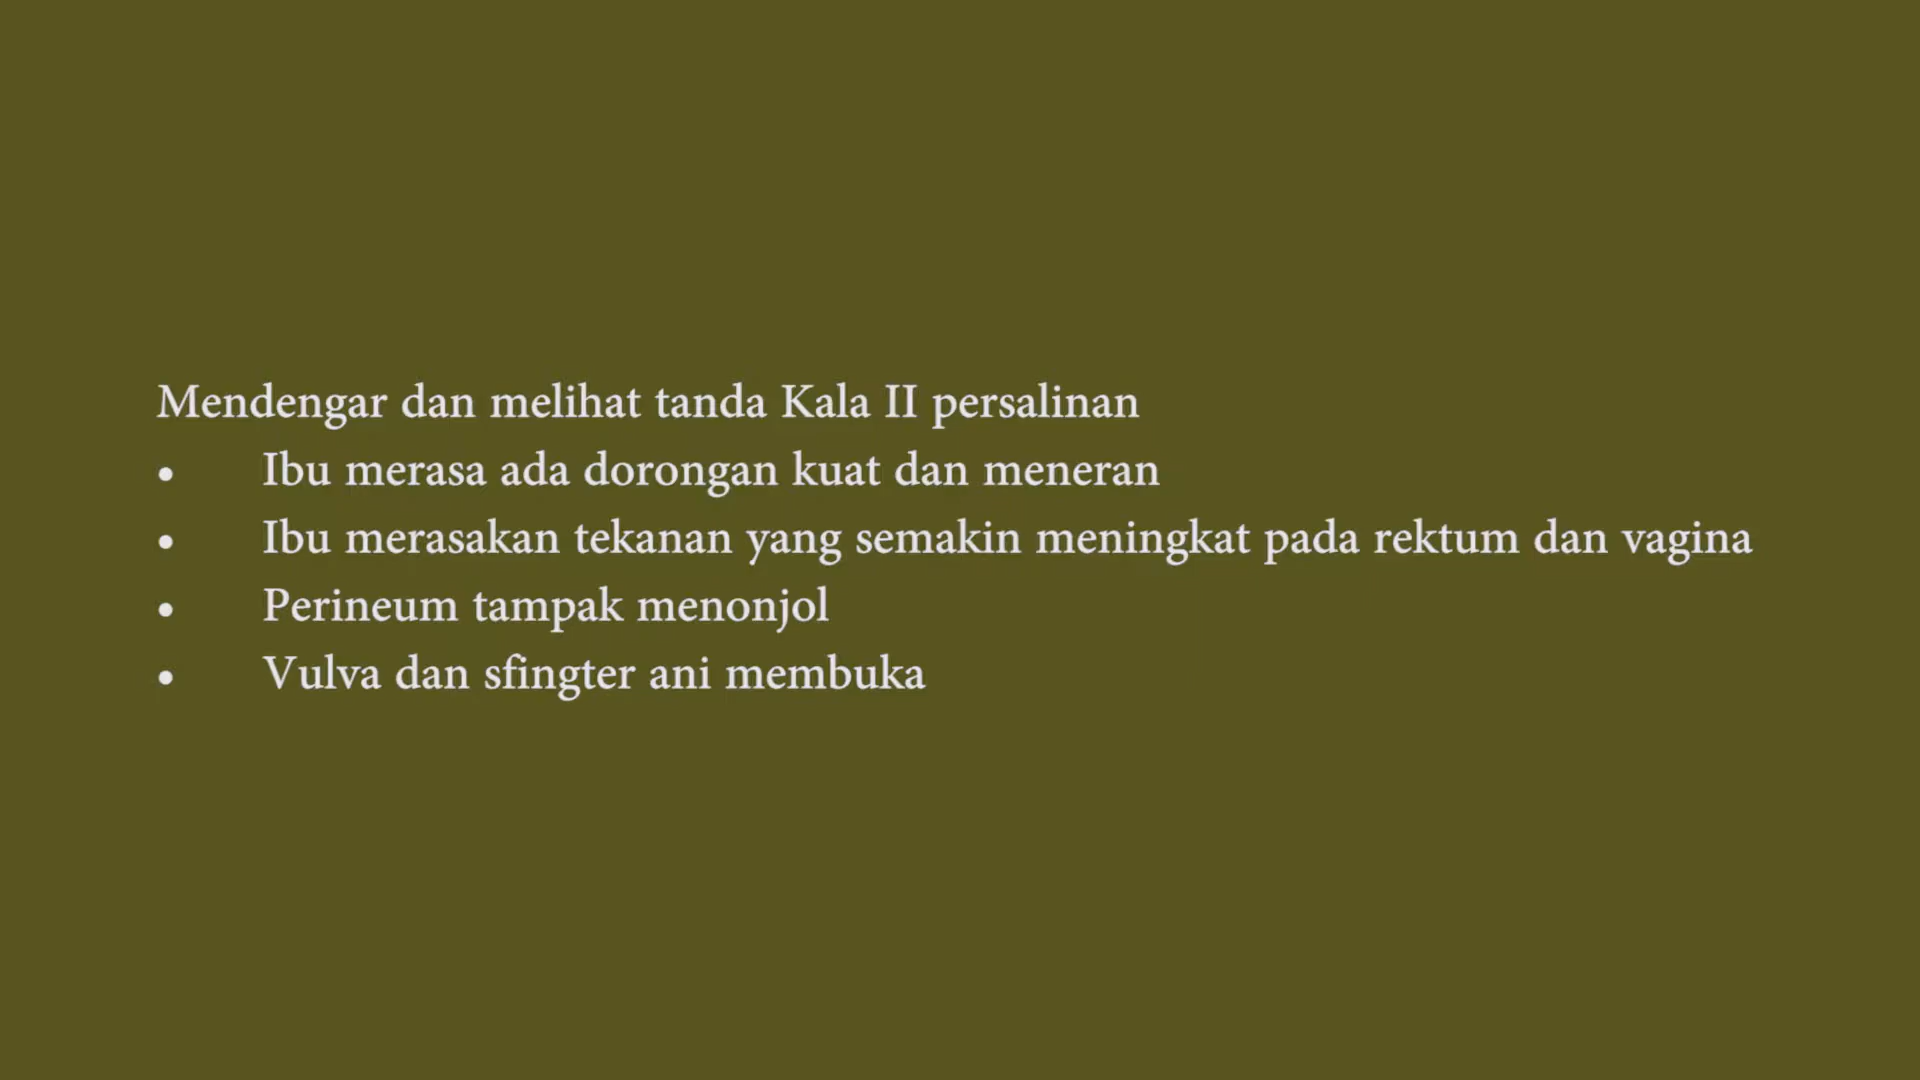 Mendengar dan melihat tanda Kala II persalinan
• Ibu merasa ada dorongan kuat dan meneran
• Ibu merasakan tekanan yang semakin meningkat pada rektum dan vagina
• Perineum tampak menonjol
• Vulva dan sfingter ani membuka